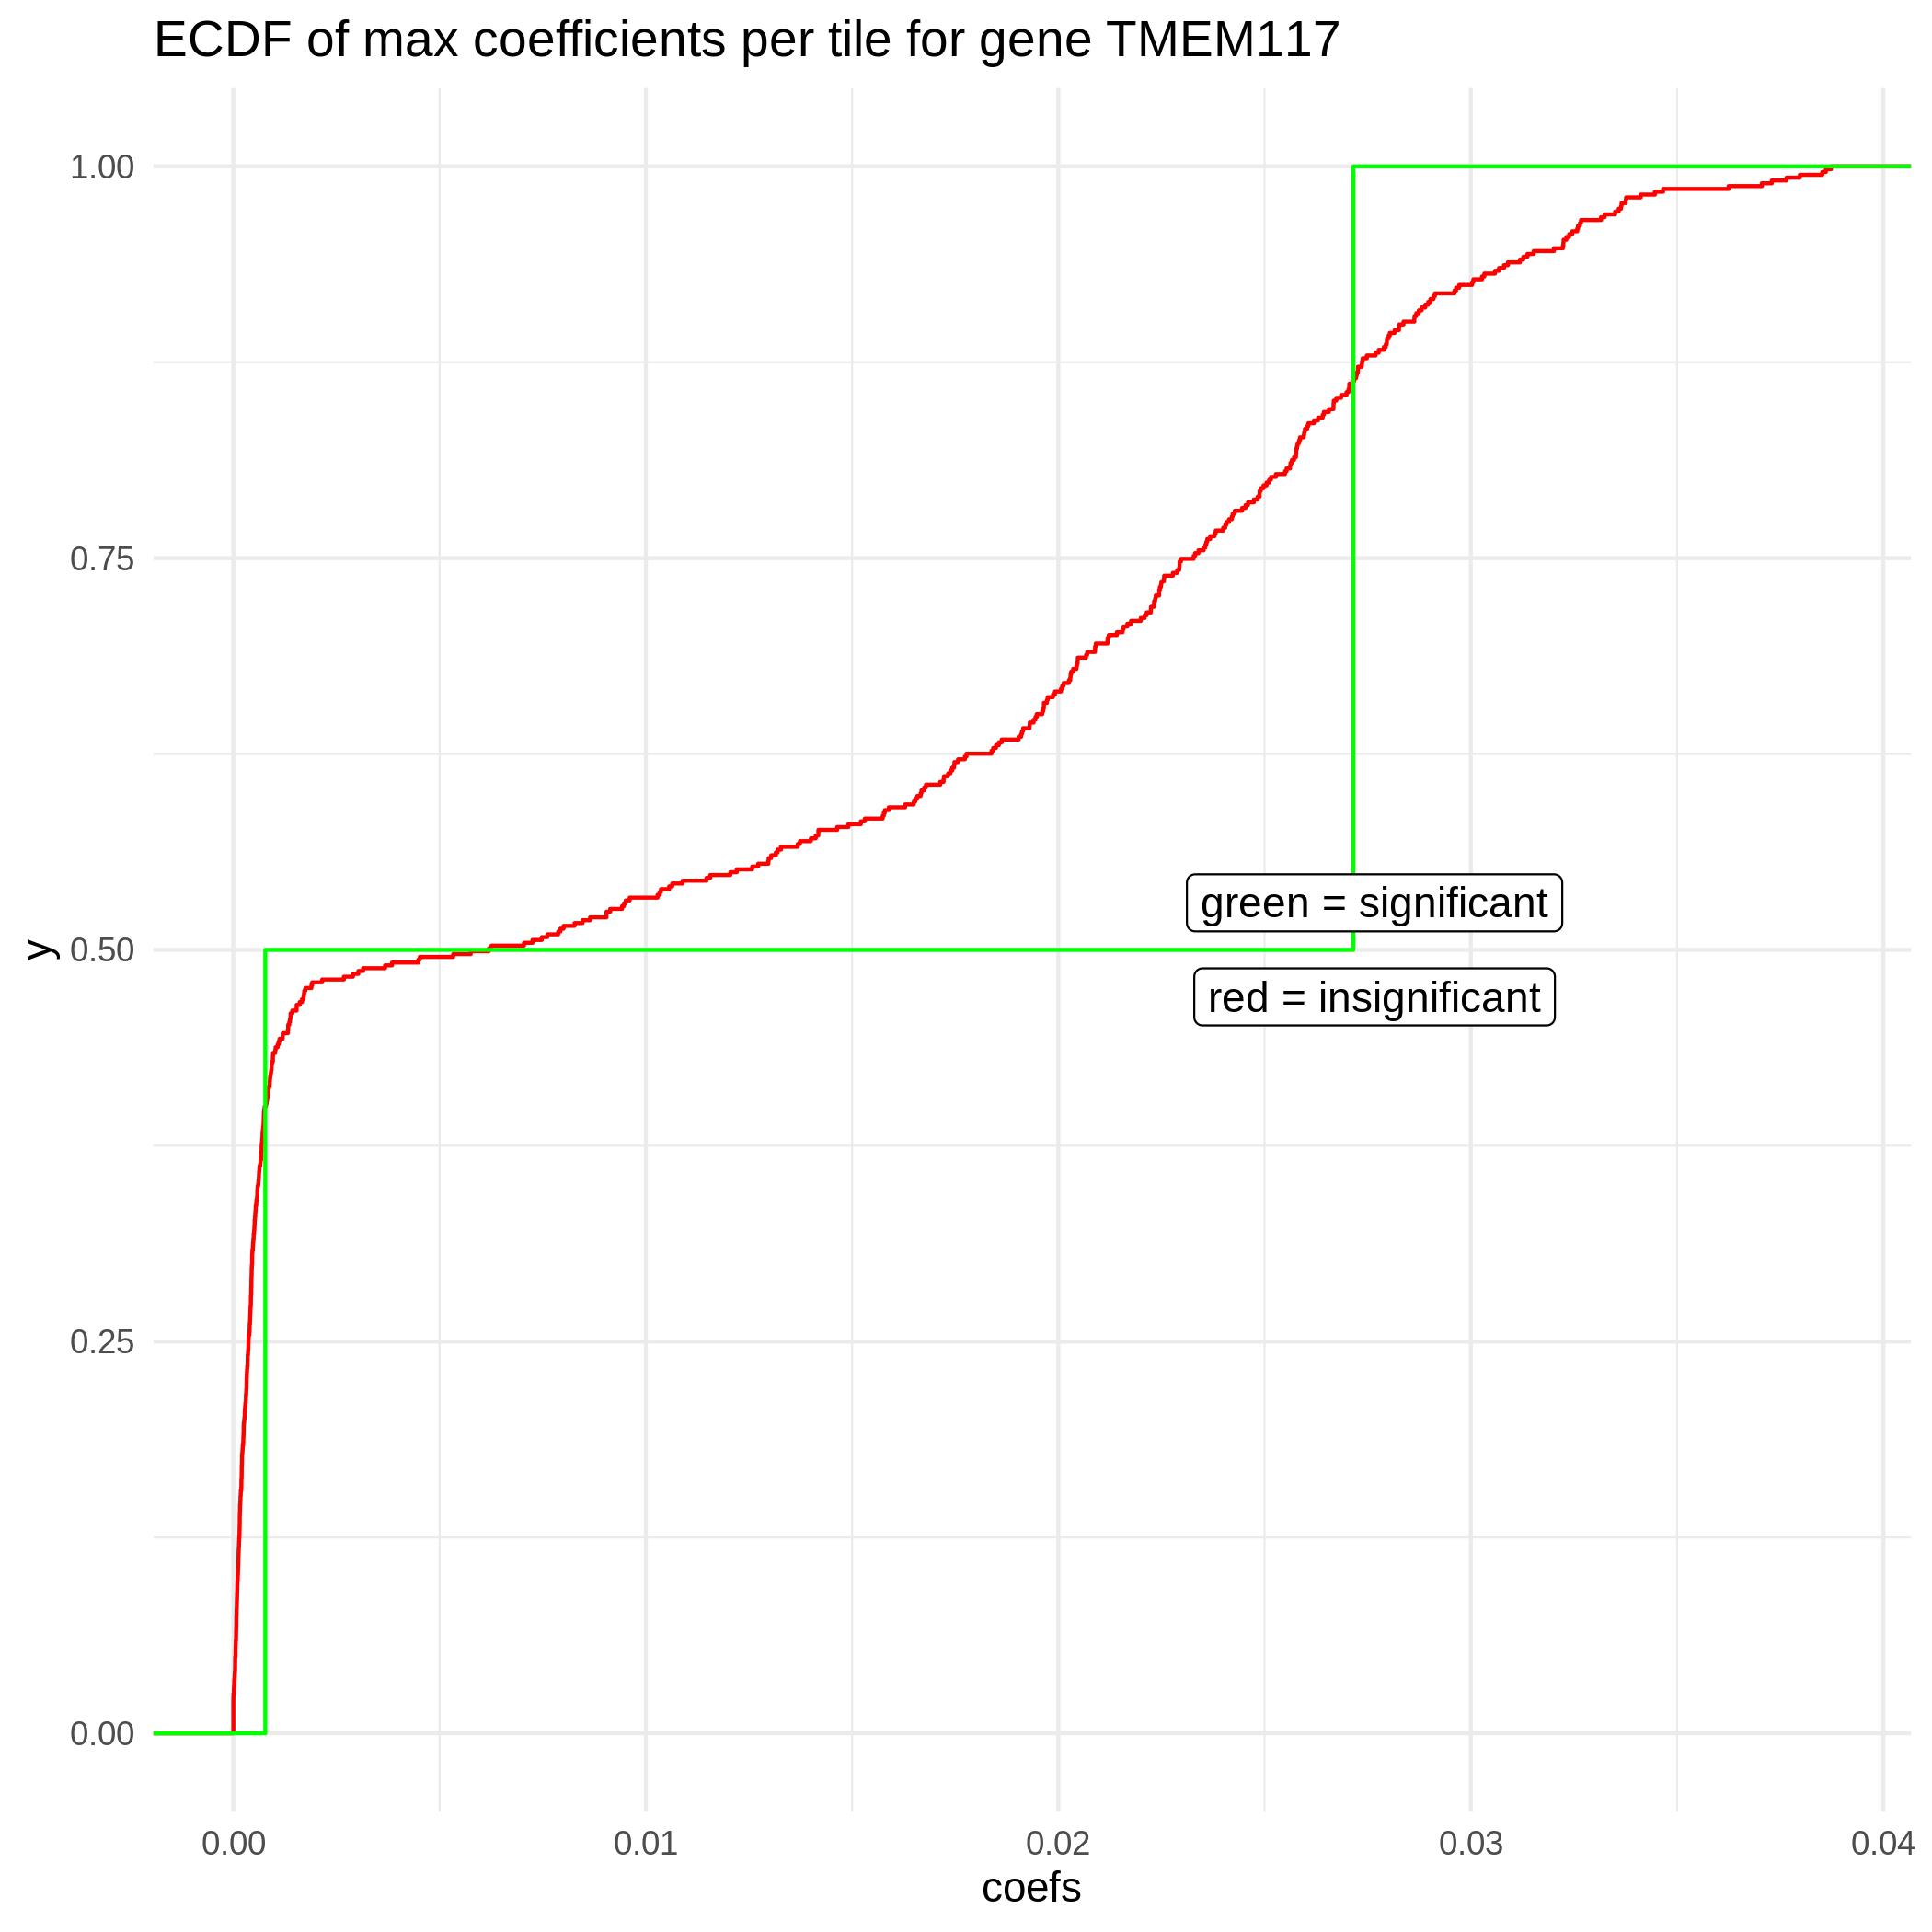 ECDF of max coefficients per tile for gene TMEM117
1.00
0.75
0.50
0.25
0.00
y
green = significant
red = insignificant
0.00 0.01 0.02 0.03 0.04
coefs